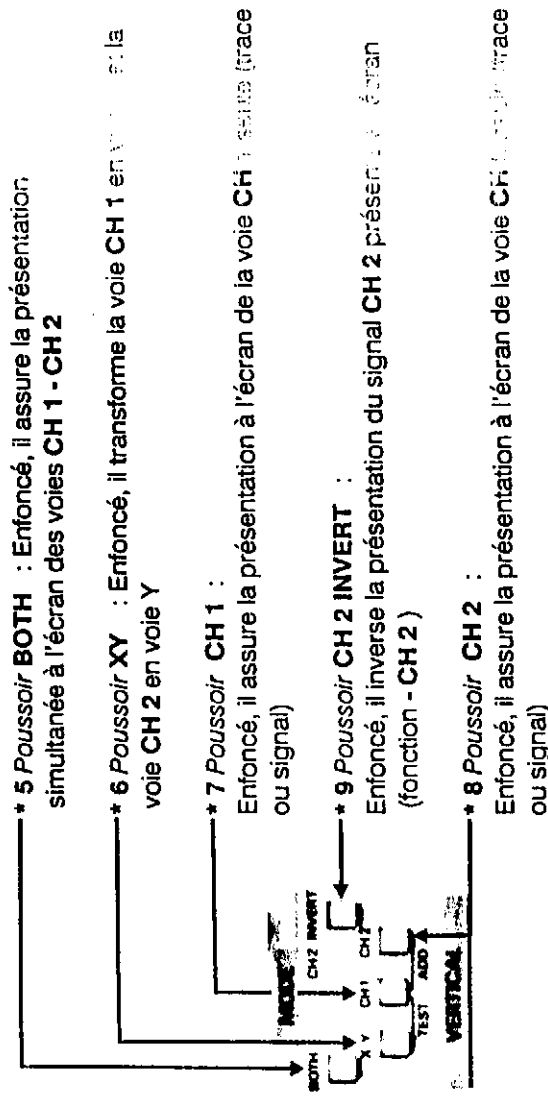 * 5 Poussoir BOTH : Enfoncé, il assure la présentation
simultanée à l'écran des voies CH 1 - CH 2
* 6 Poussoir XY : Enfoncé, il transforme la voie CH 1 en la
voie CH 2 en voie Y
* 7 Poussoir CH 1 :
Enfoncé, il assure la présentation à l'écran de la voie CH (trace
ou signal)
* 9 Poussoir CH 2 INVERT :
Enfoncé, il inverse la présentation du signal CH 2 écran
(fonction - CH 2 )
* 8 Poussoir CH 2 :
Enfoncé, il assure la présentation à l'écran de la voie CH trace
ou signal)
MODE
CH2 INVERT
BOTH
X Y
CH1
CH2
TEST
ADD
VERTICAL